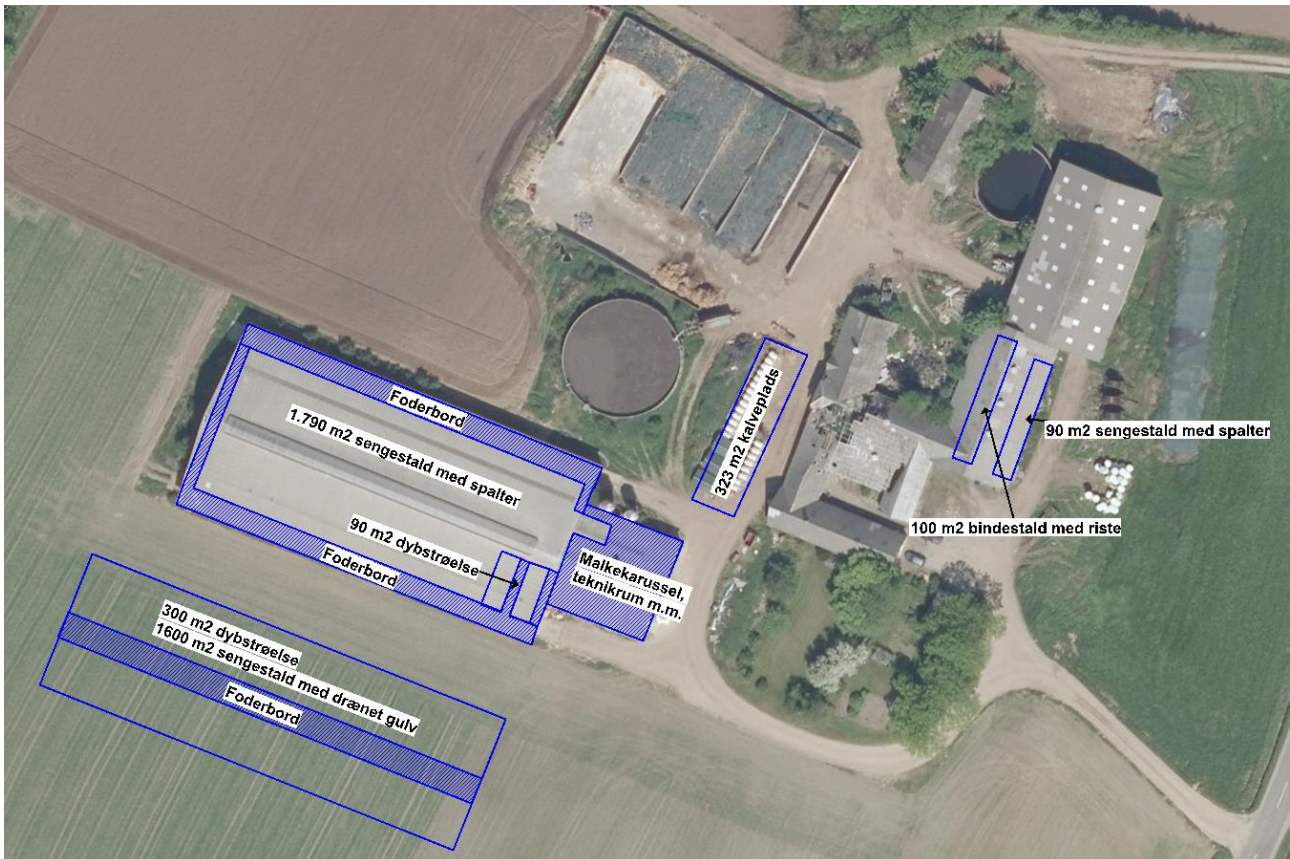 Foderbord
1.790 m2 sengestald med spalter
90 m2 dybstrøelse
Foderbord
Malkekarussel,
teknikrum m.m.
323 m2 kalveplads
90 m2 sengestald med spalter
100 m2 bindestald med riste
300 m2 dybstrøelse
1600 m2 sengestald med drænet gulv
Foderbord